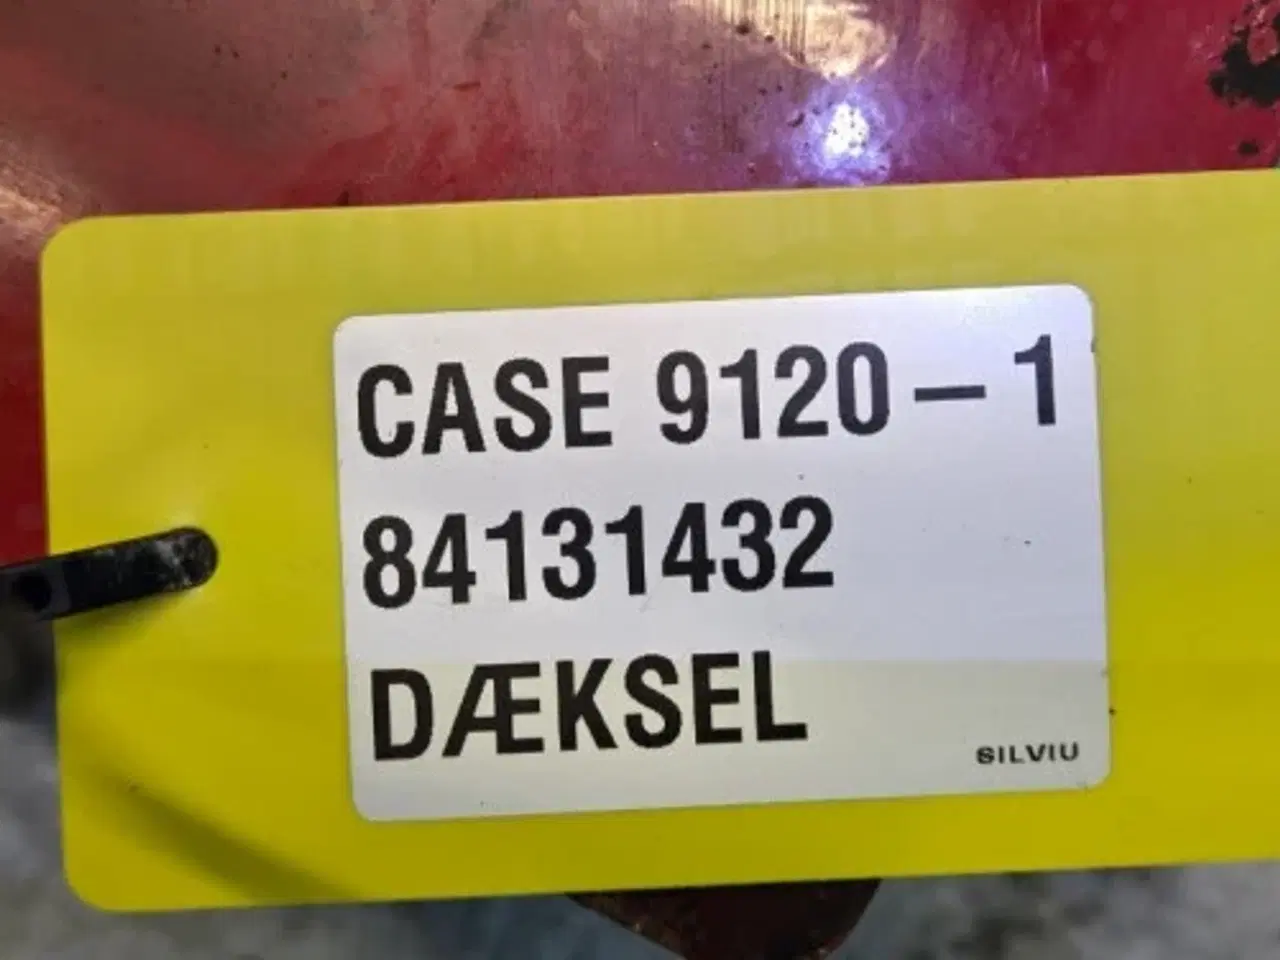 CASE 9120 – 1
84131432
DÆKSEL
SILVIU